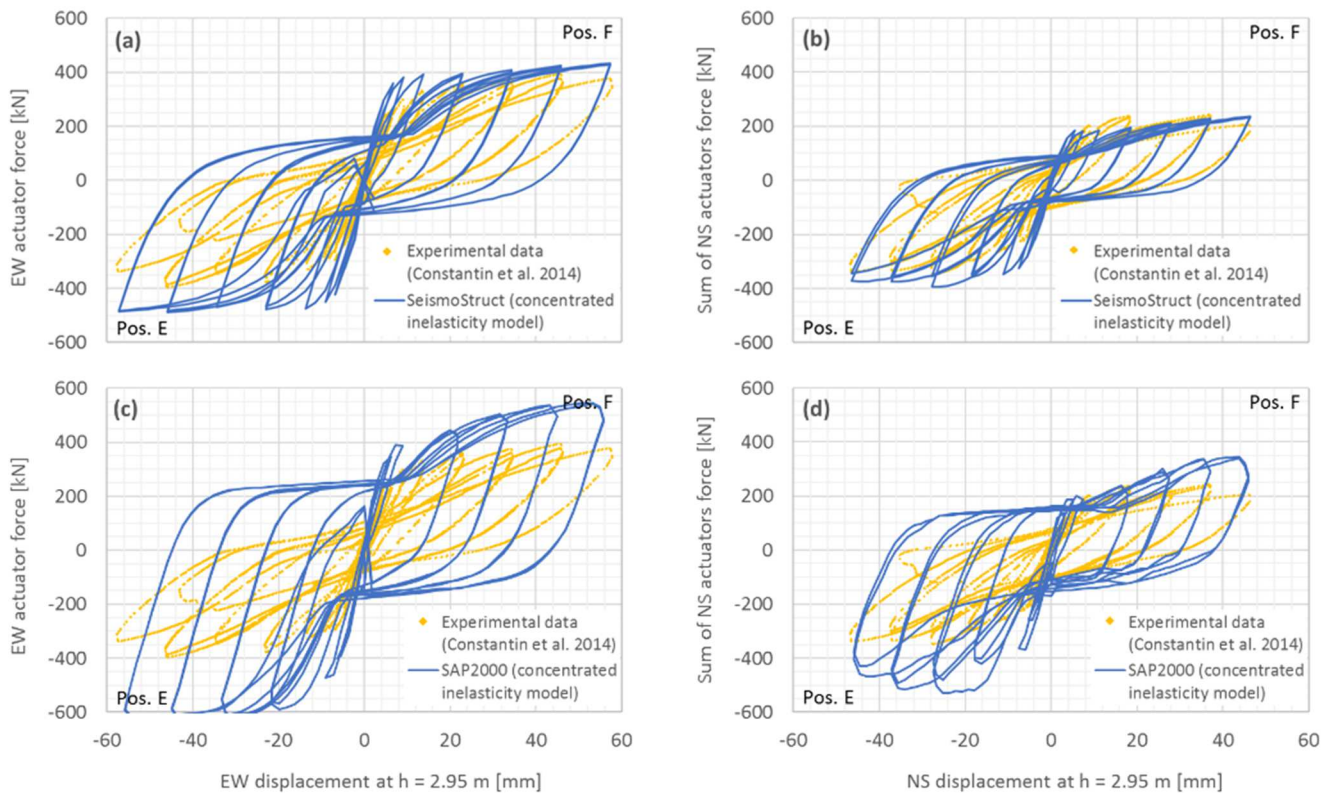 600
400
200
0
-200
-400
-600
EW actuator force [kN]
(a)
Pos. F
Experimental data
(Constantin et al. 2014)
SeismoStruct (concentrated
inelasticity model)
Pos. E
600
400
200
0
-200
-400
-600
Sum of NS actuators force [kN]
(b)
Pos. F
Experimental data
(Constantin et al. 2014)
SeismoStruct (concentrated
inelasticity model)
Pos. E
600
400
200
0
-200
-400
-600
EW actuator force [kN]
(c)
Pos. F
Experimental data
(Constantin et al. 2014)
SAP2000 (concentrated
inelasticity model)
Pos. E
-60 -40 -20 0 20 40 60
EW displacement at h = 2.95 m [mm]
600
400
200
0
-200
-400
-600
Sum of NS actuators force [kN]
(d)
Pos. F
Experimental data
(Constantin et al. 2014)
SAP2000 (concentrated
inelasticity model)
Pos. E
-60 -40 -20 0 20 40 60
NS displacement at h = 2.95 m [mm]